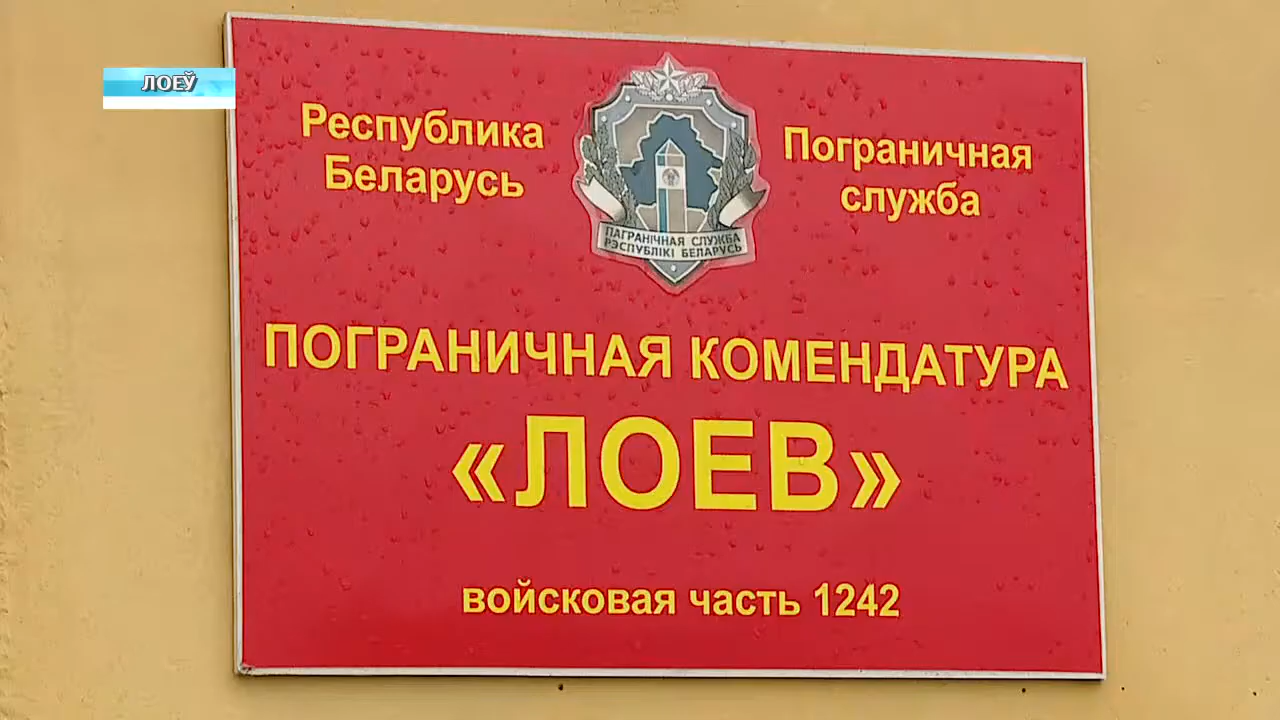 ЛОЕЎ
Республика
Беларусь
Пограничная
служба
ПАГРАНІЧНАЯ СЛУЖБА
РЭСПУБЛІКІ БЕЛАРУСЬ
ПОГРАНИЧНАЯ КОМЕНДАТУРА
«ЛОЕВ»
войсковая часть 1242